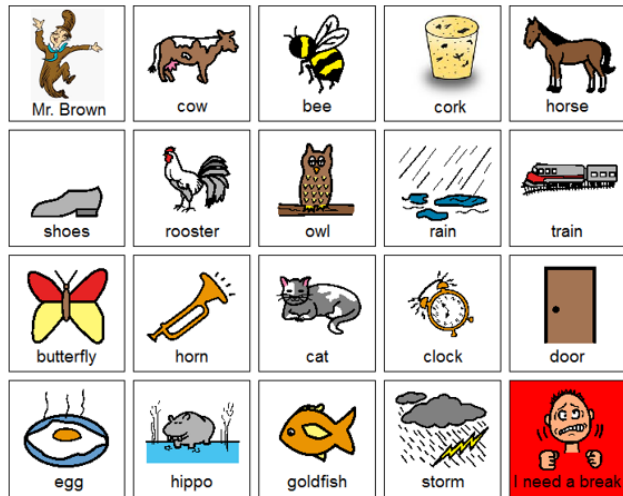 Mr. Brown
cow
bee
cork
horse
shoes
rooster
owl
rain
train
butterfly
horn
cat
clock
door
egg
hippo
goldfish
storm
I need a break